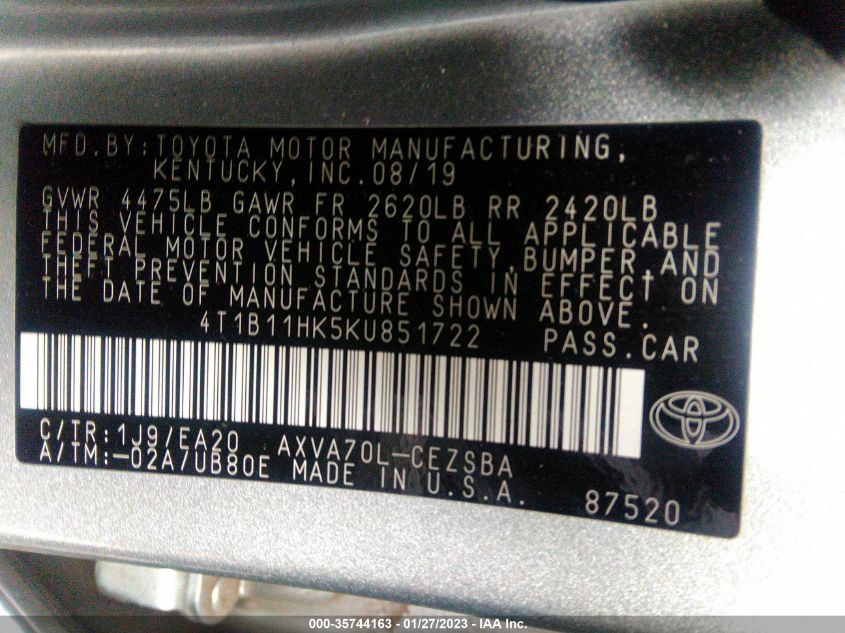 MFD.BY:TOYOTA MOTOR MANUFACTURING,
KENTUCKY,INC.08/19
GVWR 4475LB GAWR FR 2620LB RR 2420LB
THIS VEHICLE CONFORMS TO ALL APPLICABLE
FEDERAL MOTOR VEHICLE SAFETY,BUMPER,AND
THEFT PREVENTION STANDARDS IN EFFECT ON
THE DATE OF MANUFACTURE SHOWN ABOVE.
4T1B11HK5KU851722 PASS.CAR
C/TR:1J9/EA20 AXVA70L-CEZSBA
A/TM:-02A/UB80E MADE IN U.S.A.
87520
000-35744163 - 01/27/2023 - IAA Inc.